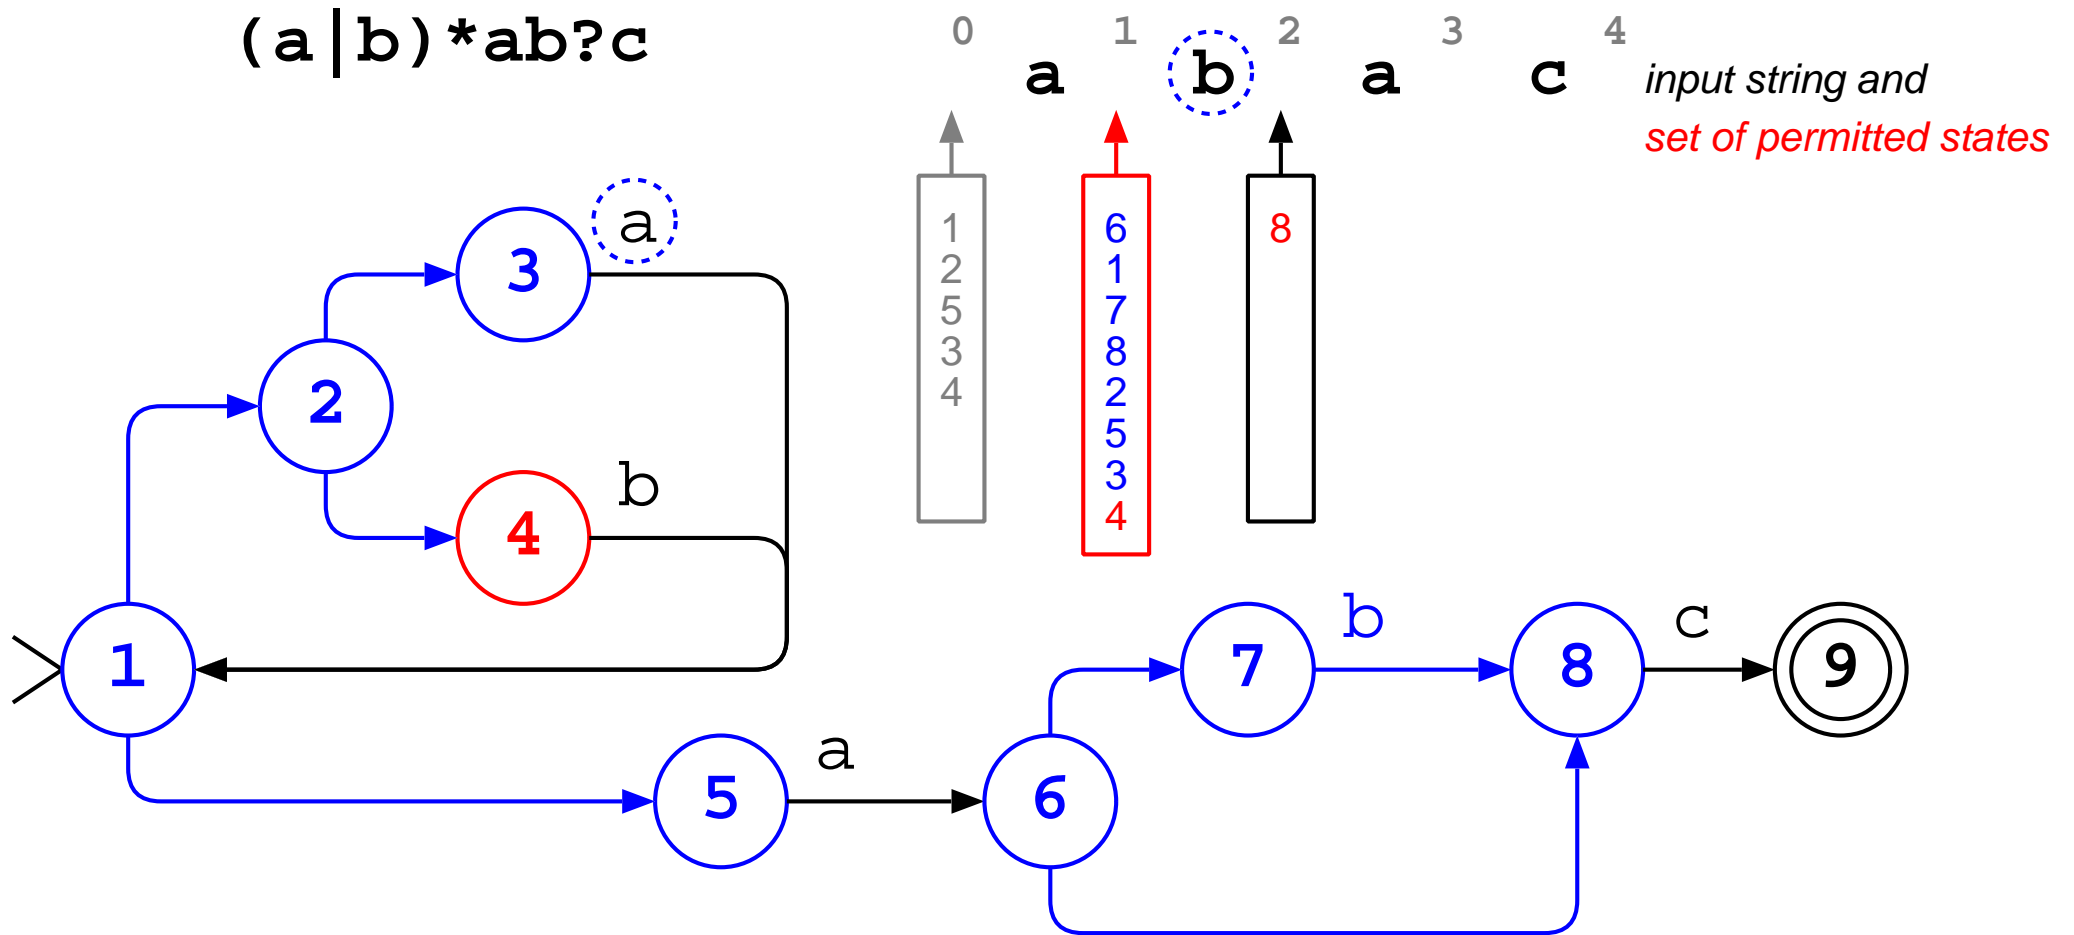 (a|b)*ab?c
0 1 2 3 4
a b a c
input string and
set of permitted states
1
2
5
3
4
6
1
7
8
2
5
3
4
8
3 a
2
4 b
1
7 b 8 c 9
5 a 6